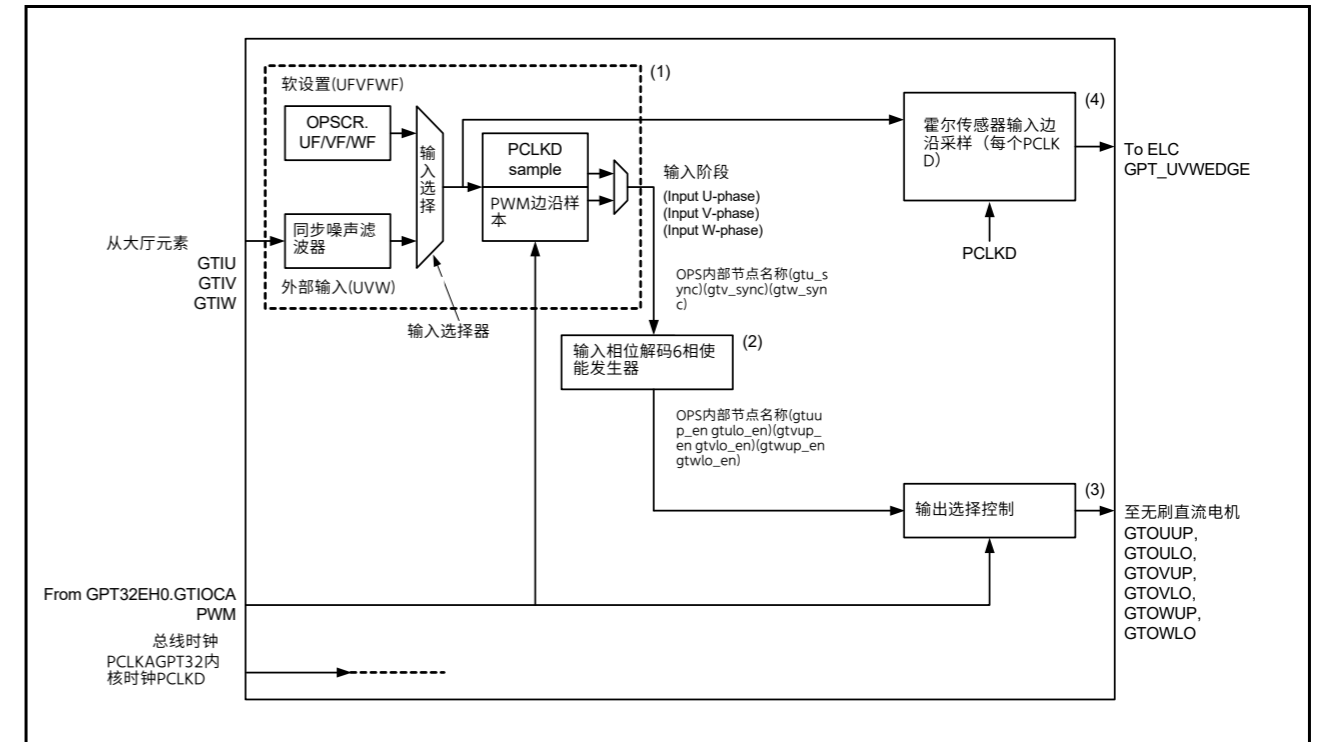 软设置(UFVFWF)
(1)
OPSCR.
UF/VF/WF
输入选择
PCLKD
sample
PWM边沿样
本
同步噪声滤
波器
外部输入(UVW)
输入选择器
从大厅元素
GTIU
GTIV
GTIW
输入阶段
(Input U-phase)
(Input V-phase)
(Input W-phase)
(4)
霍尔传感器输入边
沿采样（每个PCLK
D）
PCLKD
To ELC
GPT_UVWEDGE
OPS内部节点名称(gtu_s
ync)(gtv_sync)(gtw_syn
c)
(2)
输入相位解码6相使
能发生器
OPS内部节点名称(gtuu
p_en gtulo_en)(gtvup_
en gtvlo_en)(gtwup_en
gtwlo_en)
(3)
输出选择控制
至无刷直流电机
GTOUUP,
GTOULO,
GTOVUP,
GTOVLO,
GTOWUP,
GTOWLO
From GPT32EH0.GTIOCA
PWM
总线时钟
PCLKAGPT32内
核时钟PCLKD